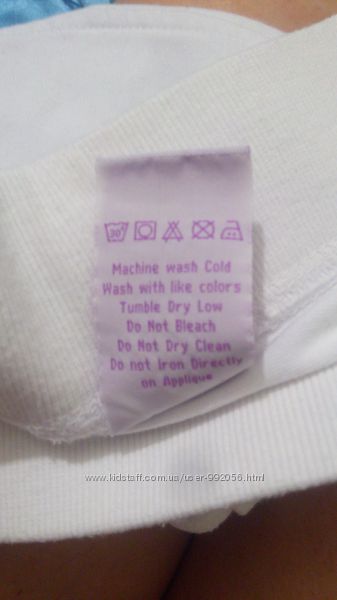 30°
Machine wash Cold
Wash with like colors
Tumble Dry Low
Do Not Bleach
Do Not Dry Clean
Do not Iron Directly
on Applique
www.kidstaff.com.ua/user-992056.html